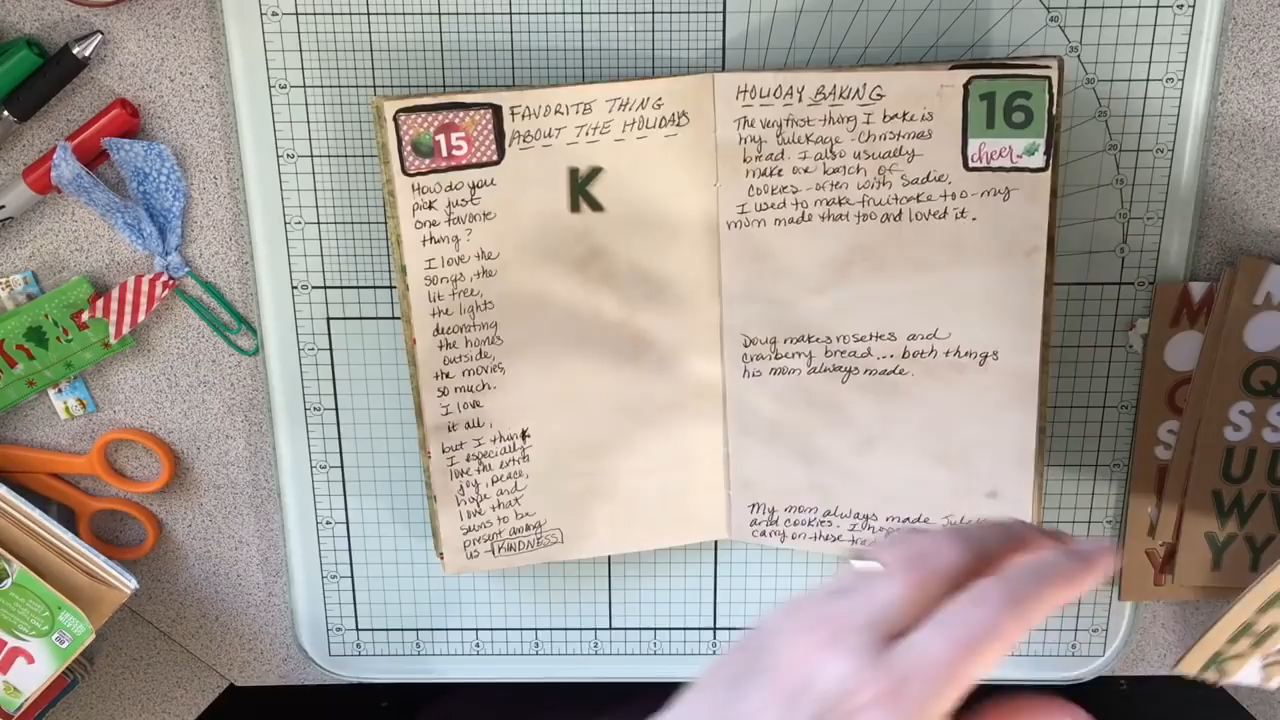 15
FAVORITE THING
ABOUT THE HOLIDAYS
K
How do you
pick just
one favorite
thing?
I love the
songs, the
lit tree,
the lights
decorating
the homes
outside,
the movies,
so much.
I love
it all,
but I think
I especially
love the extra
joy, peace,
hope and
love that
seems to be
present among
us - KINDNESS
HOLIDAY BAKING
16
cheer
The very first thing I bake is
my Julekage - Christmas
bread. I also usually
make one batch of
cookies - often with Sadie.
I used to make fruitcake too - my
mom made that too and loved it.
Doug makes rosettes and
cranberry bread... both things
his mom always made.
My mom always made
and cookies. I
carry on these
M
O
Q
S
U
Y
M
O
Q
S S
U U
W
Y Y